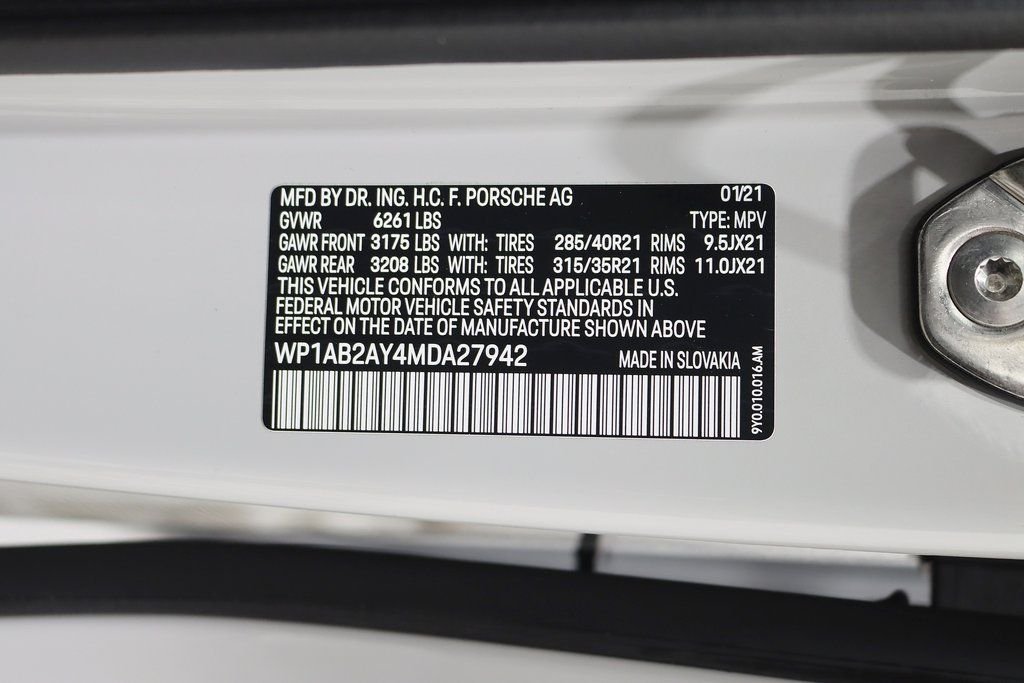 MFD BY DR. ING. H.C. F. PORSCHE AG 01/21
GVWR 6261 LBS TYPE: MPV
GAWR FRONT 3175 LBS WITH: TIRES 285/40R21 RIMS 9.5JX21
GAWR REAR 3208 LBS WITH: TIRES 315/35R21 RIMS 11.0JX21
THIS VEHICLE CONFORMS TO ALL APPLICABLE U.S.
FEDERAL MOTOR VEHICLE SAFETY STANDARDS IN
EFFECT ON THE DATE OF MANUFACTURE SHOWN ABOVE
WP1AB2AY4MDA27942 MADE IN SLOVAKIA
9Y0.010.016.AM